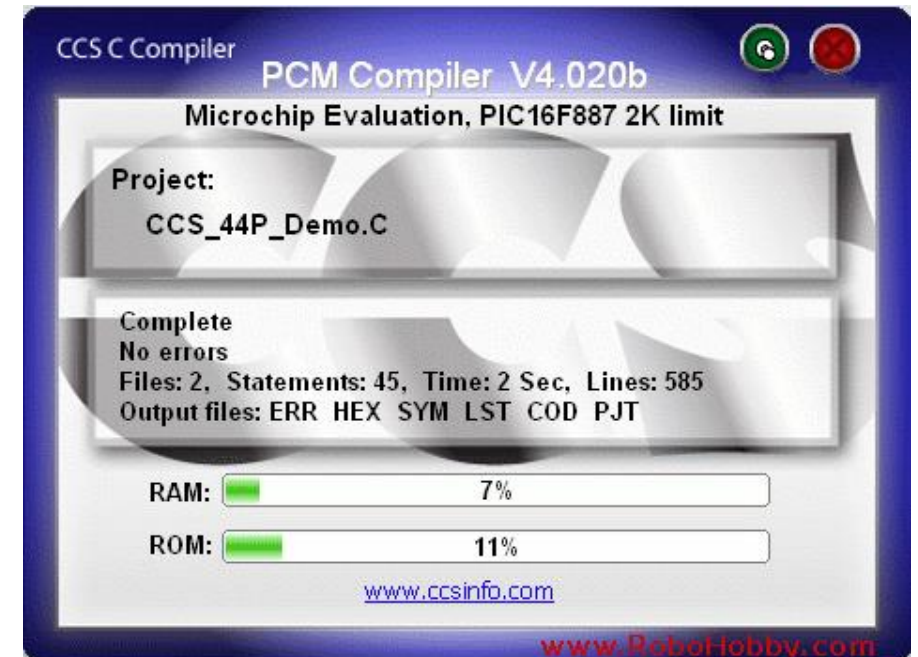 CCS C Compiler
PCM Compiler V4.020b
Microchip Evaluation, PIC16F887 2K limit
Project:
CCS_44P_Demo.C
Complete
No errors
Files: 2, Statements: 45, Time: 2 Sec, Lines: 585
Output files: ERR HEX SYM LST COD PJT
RAM: 7%
ROM: 11%
www.ccsinfo.com
www.RoboHobby.com